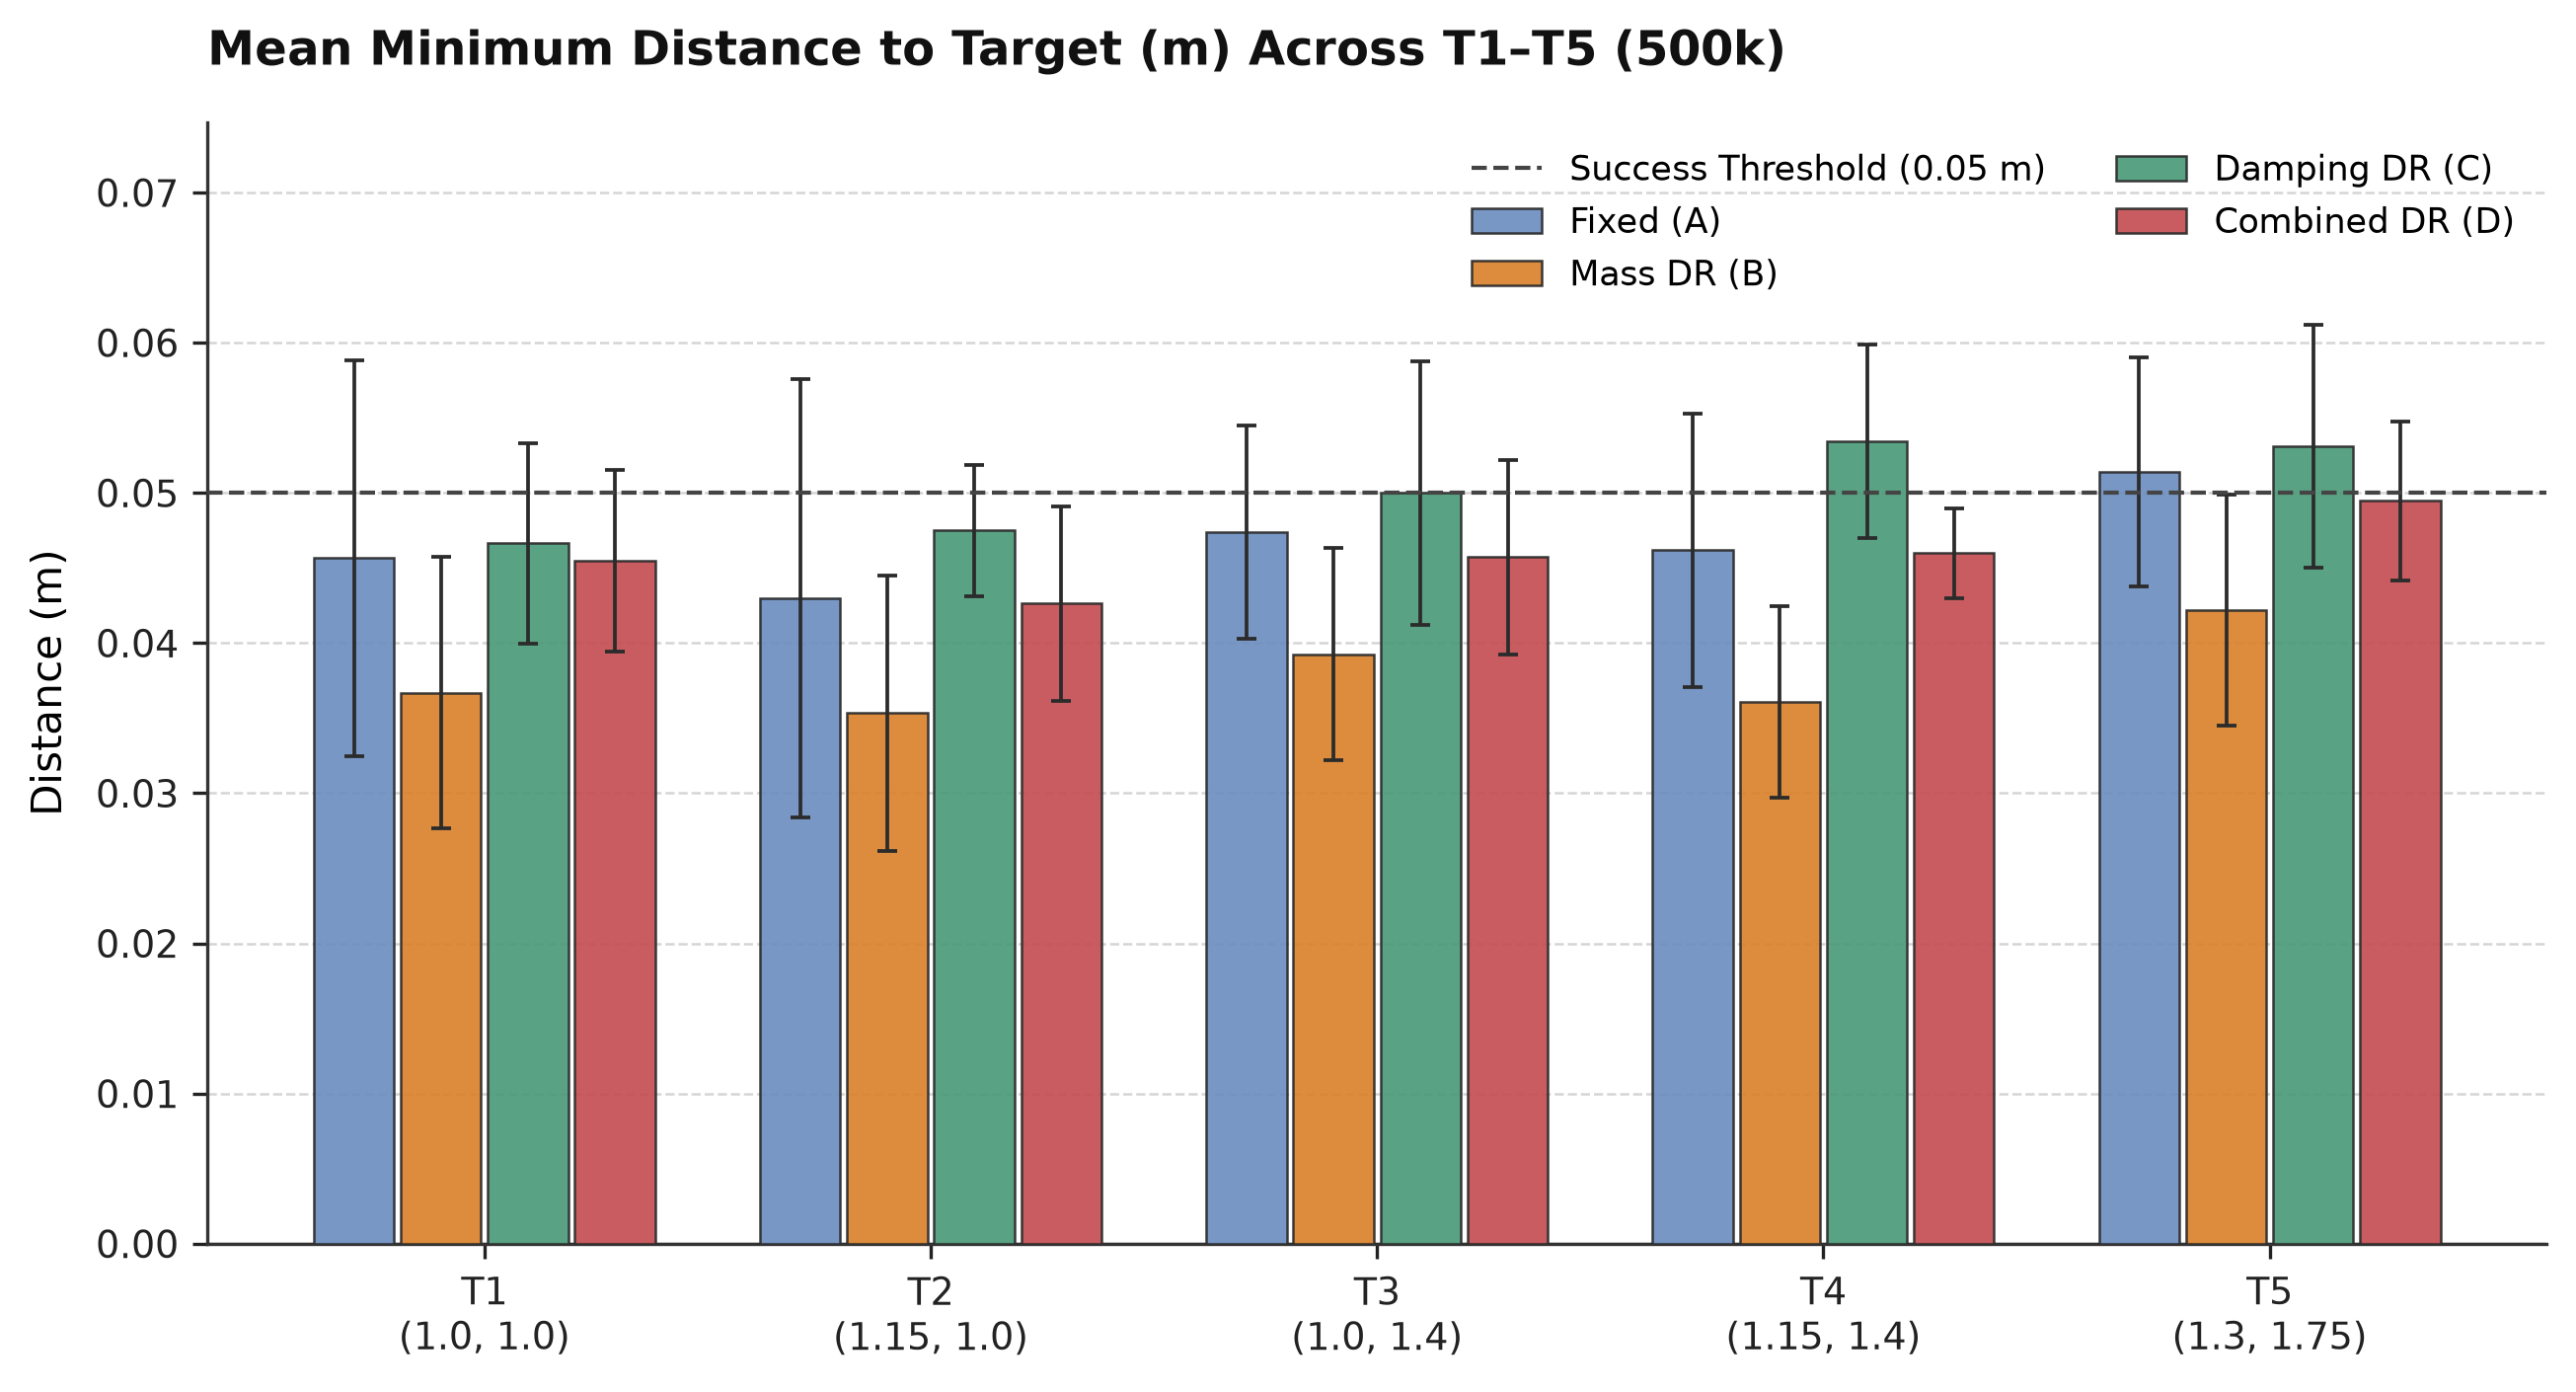 Mean Minimum Distance to Target (m) Across T1–T5 (500k)
Success Threshold (0.05 m)
Fixed (A)
Mass DR (B)
Damping DR (C)
Combined DR (D)
Distance (m)
0.07
0.06
0.05
0.04
0.03
0.02
0.01
0.00
T1
(1.0, 1.0)
T2
(1.15, 1.0)
T3
(1.0, 1.4)
T4
(1.15, 1.4)
T5
(1.3, 1.75)